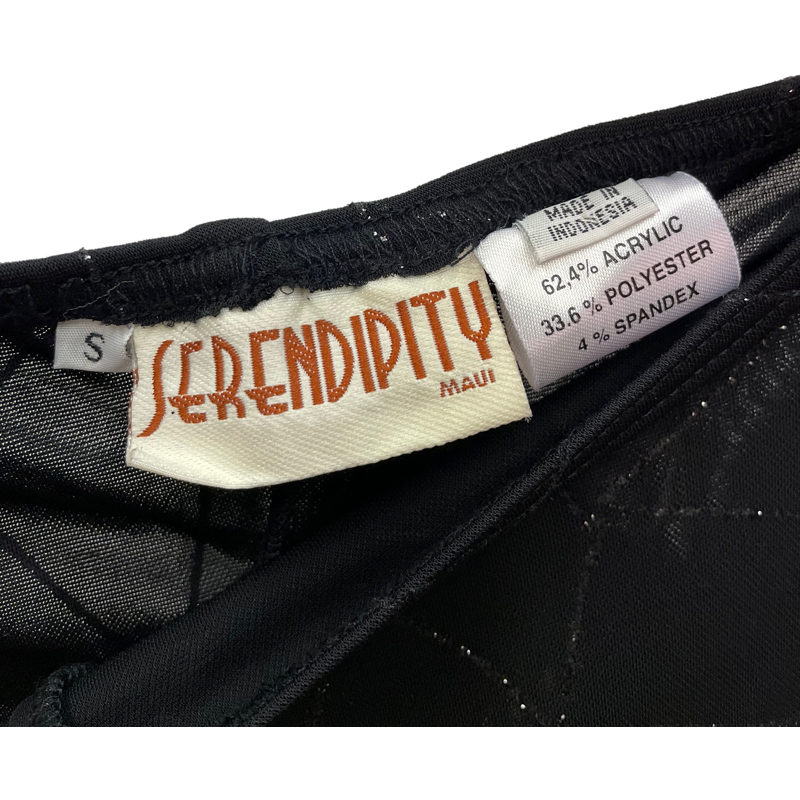 S
SERENDIPITY
MAUI
MADE IN
INDONESIA
62,4% ACRYLIC
33.6 % POLYESTER
4 % SPANDEX